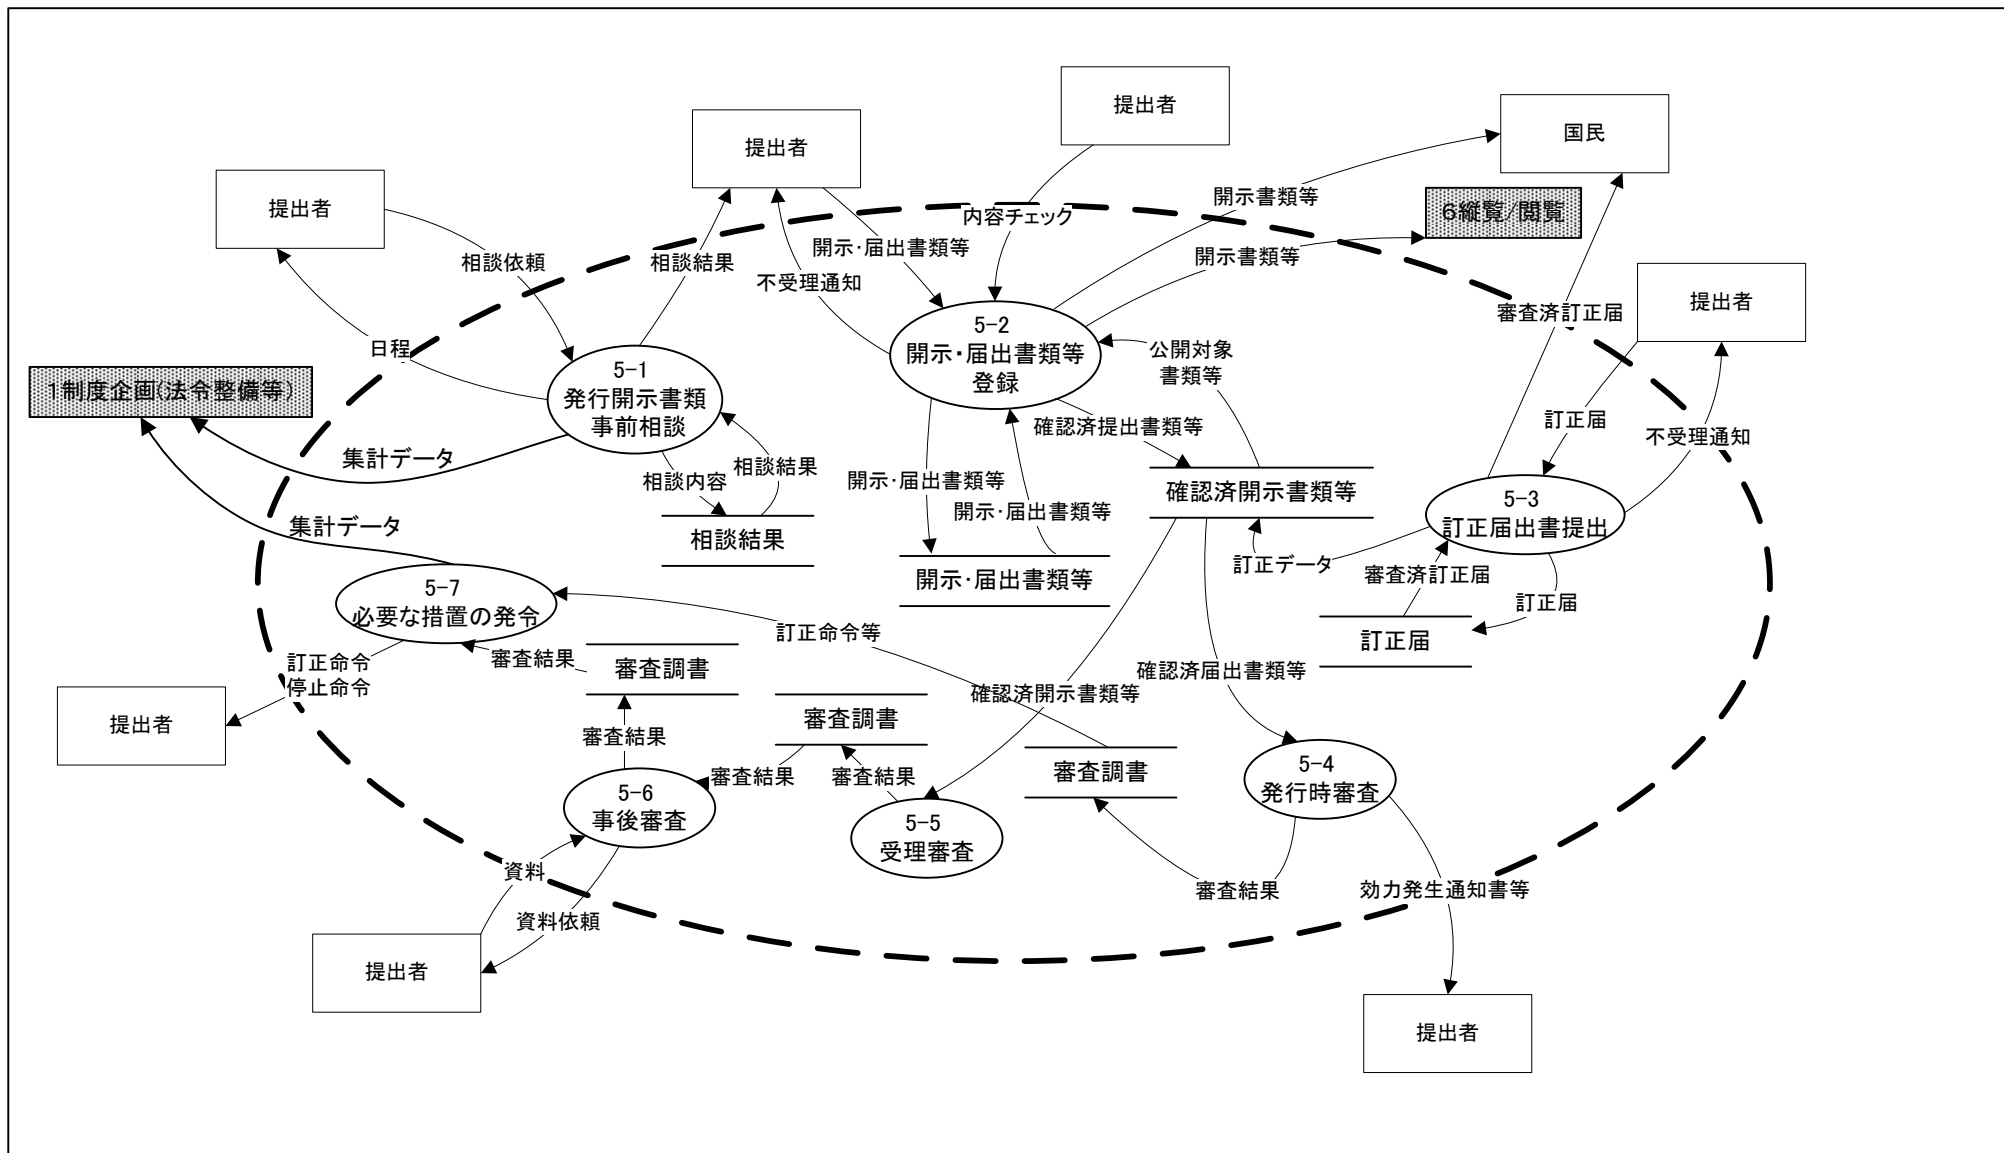 提出者
国民
提出者
提出者
6縦覧/閲覧
開示書類等
提出者
内容チェック
開示・届出書類等
相談依頼
相談結果
開示書類等
不受理通知
提出者
審査済訂正届
5-2
開示・届出書類等
登録
日程
公開対象
書類等
5-1
発行開示書類
事前相談
1制度企画(法令整備等)
訂正届
確認済提出書類等
不受理通知
集計データ
相談結果
相談内容
開示・届出書類等
確認済開示書類等
5-3
訂正届出書提出
開示・届出書類等
集計データ
相談結果
訂正データ
審査済訂正届
開示・届出書類等
5-7
必要な措置の発令
訂正届
訂正命令等
訂正届
審査結果
訂正命令
停止命令
審査調書
確認済届出書類等
確認済開示書類等
審査調書
提出者
審査結果
審査結果
審査結果
審査調書
5-4
発行時審査
5-6
事後審査
5-5
受理審査
資料
審査結果
効力発生通知書等
資料依頼
提出者
提出者